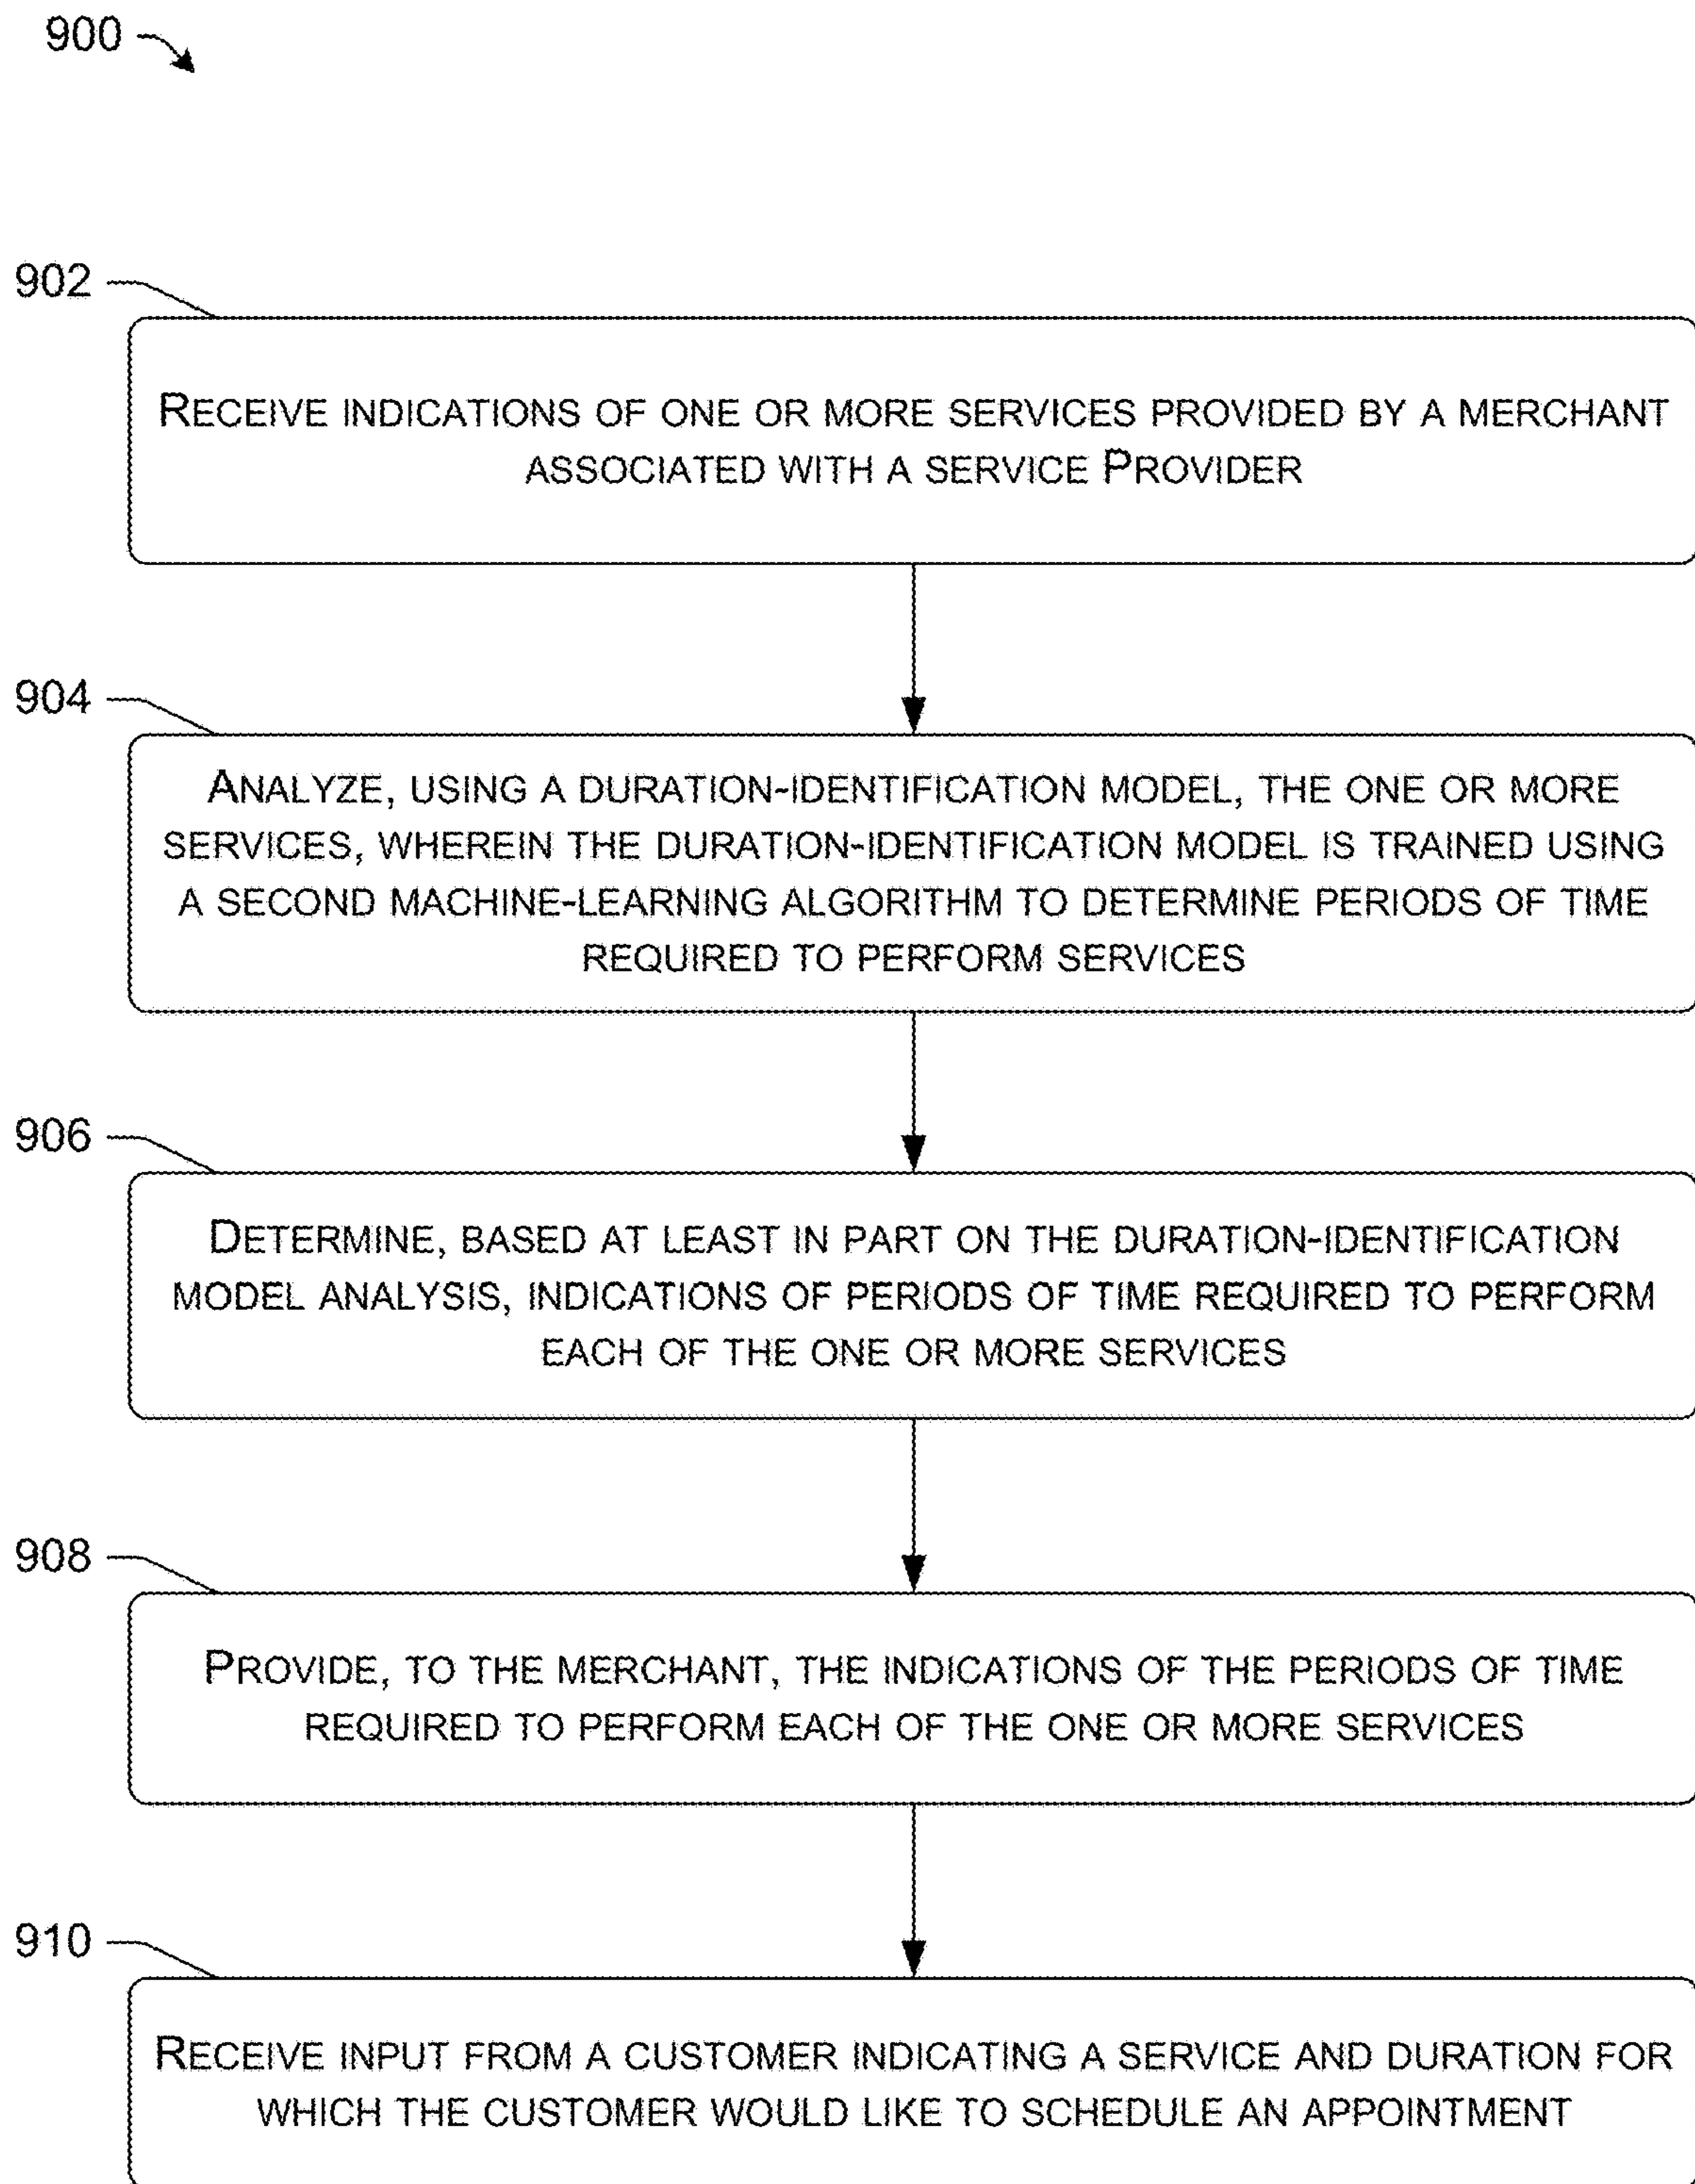 900
902
RECEIVE INDICATIONS OF ONE OR MORE SERVICES PROVIDED BY A MERCHANT
ASSOCIATED WITH A SERVICE PROVIDER
904
ANALYZE, USING A DURATION-IDENTIFICATION MODEL, THE ONE OR MORE
SERVICES, WHEREIN THE DURATION-IDENTIFICATION MODEL IS TRAINED USING
A SECOND MACHINE-LEARNING ALGORITHM TO DETERMINE PERIODS OF TIME
REQUIRED TO PERFORM SERVICES
906
DETERMINE, BASED AT LEAST IN PART ON THE DURATION-IDENTIFICATION
MODEL ANALYSIS, INDICATIONS OF PERIODS OF TIME REQUIRED TO PERFORM
EACH OF THE ONE OR MORE SERVICES
908
PROVIDE, TO THE MERCHANT, THE INDICATIONS OF THE PERIODS OF TIME
REQUIRED TO PERFORM EACH OF THE ONE OR MORE SERVICES
910
RECEIVE INPUT FROM A CUSTOMER INDICATING A SERVICE AND DURATION FOR
WHICH THE CUSTOMER WOULD LIKE TO SCHEDULE AN APPOINTMENT